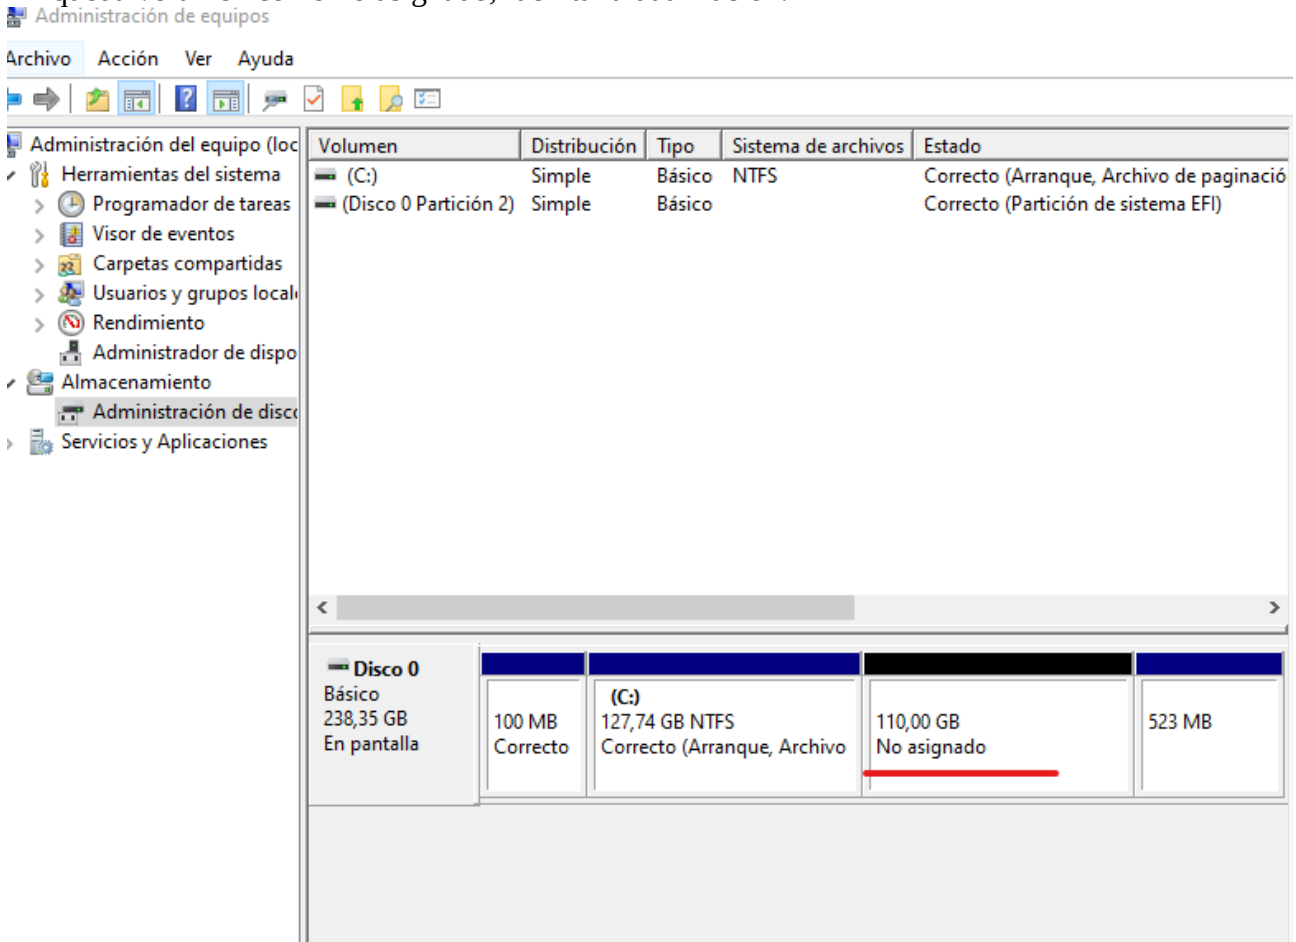 Administración de equipos
Archivo Acción Ver Ayuda
Administración del equipo (loc
Herramientas del sistema
Programador de tareas
Visor de eventos
Carpetas compartidas
Usuarios y grupos local
Rendimiento
Administrador de dispo
Almacenamiento
Administración de disc
Servicios y Aplicaciones
Volumen Distribución Tipo Sistema de archivos Estado
(C:) Simple Básico NTFS Correcto (Arranque, Archivo de paginació
(Disco 0 Partición 2) Simple Básico Correcto (Partición de sistema EFI)
Disco 0
Básico
238,35 GB
En pantalla
100 MB
Correcto
(C:)
127,74 GB NTFS
Correcto (Arranque, Archivo
110,00 GB
No asignado
523 MB